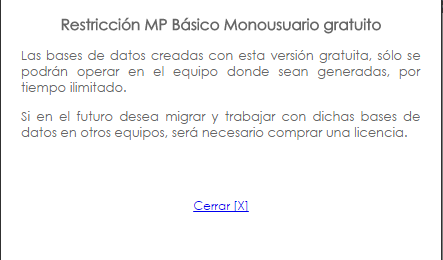 Restricción MP Básico Monousuario gratuito
Las bases de datos creadas con esta versión gratuita, sólo se
podrán operar en el equipo donde sean generadas, por
tiempo ilimitado.
Si en el futuro desea migrar y trabajar con dichas bases de
datos en otros equipos, será necesario comprar una licencia.
Cerrar [X]